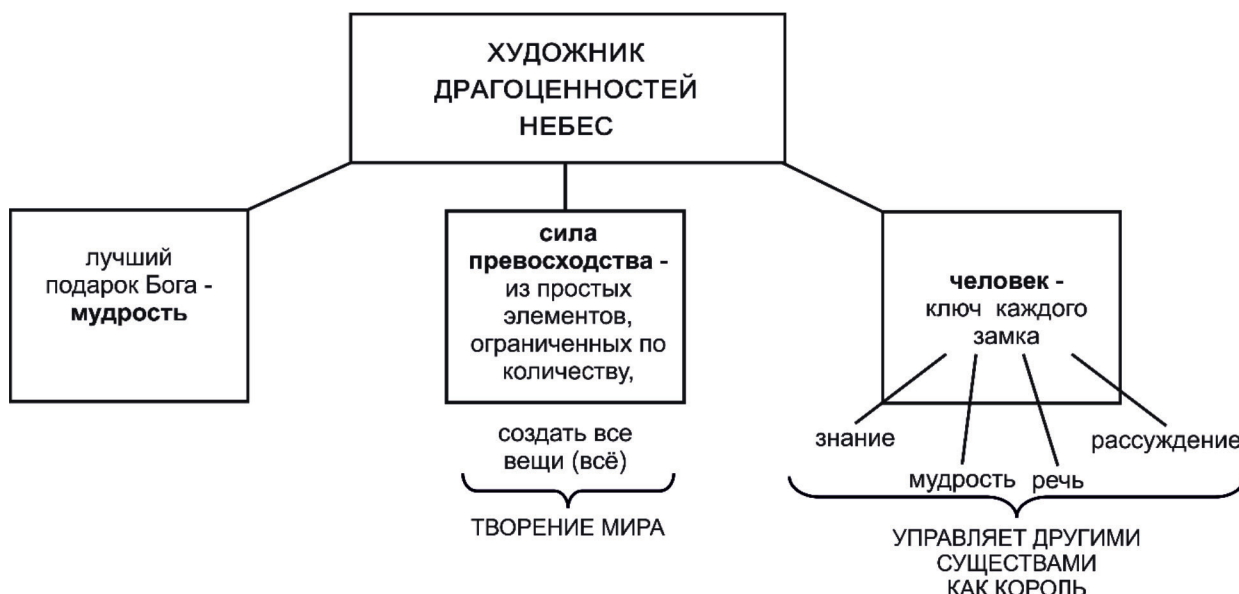 ХУДОЖНИК
ДРАГОЦЕННОСТЕЙ
НЕБЕС
лучший
подарок Бога -
мудрость
сила
превосходства -
из простых
элементов,
ограниченных по
количеству,
создать все
вещи (всё)
ТВОРЕНИЕ МИРА
человек -
ключ каждого
замка
знание
мудрость
речь
рассуждение
УПРАВЛЯЕТ ДРУГИМИ
СУЩЕСТВАМИ
КАК КОРОЛЬ